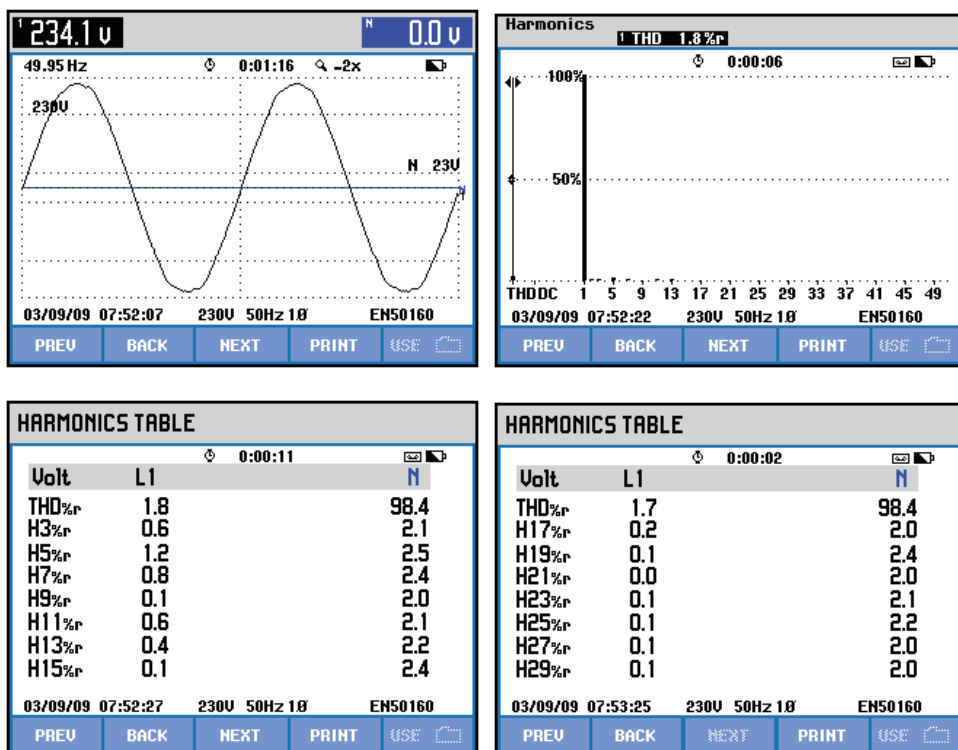 1 234.1 V N 0.0 V
49.95 Hz 0:01:16 -2x
230V
N 23V
03/09/09 07:52:07 230V 50Hz 1Ø EN50160
PREV BACK NEXT PRINT USE
Harmonics
1 THD 1.8%r
0:00:06
100%
50%
THD DC 1 5 9 13 17 21 25 29 33 37 41 45 49
03/09/09 07:52:22 230V 50Hz 1Ø EN50160
PREV BACK NEXT PRINT USE
HARMONICS TABLE
0:00:11
Volt L1 N
THD%r 1.8 98.4
H3%r 0.6 2.1
H5%r 1.2 2.5
H7%r 0.8 2.4
H9%r 0.1 2.0
H11%r 0.6 2.1
H13%r 0.4 2.2
H15%r 0.1 2.4
03/09/09 07:52:27 230V 50Hz 1Ø EN50160
PREV BACK NEXT PRINT USE
HARMONICS TABLE
0:00:02
Volt L1 N
THD%r 1.7 98.4
H17%r 0.2 2.0
H19%r 0.1 2.4
H21%r 0.0 2.0
H23%r 0.1 2.1
H25%r 0.1 2.2
H27%r 0.1 2.0
H29%r 0.1 2.0
03/09/09 07:53:25 230V 50Hz 1Ø EN50160
PREV BACK NEXT PRINT USE